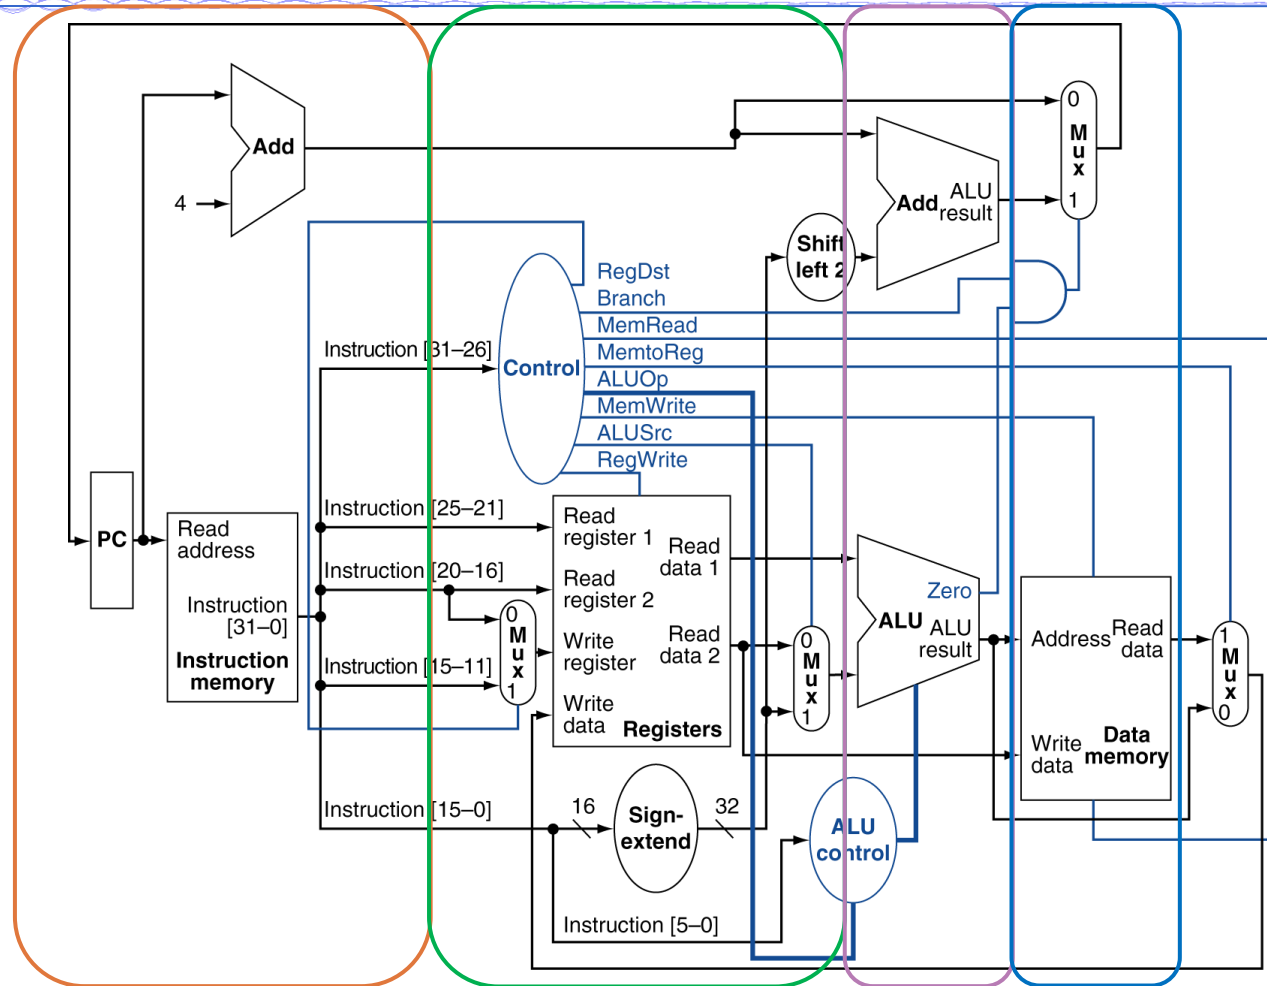 Add
4
0
Mux
1
Add
ALU
result
Shift
left 2
RegDst
Branch
MemRead
MemtoReg
ALUOp
MemWrite
ALUSrc
RegWrite
Control
Instruction [31–26]
Instruction [25–21]
Instruction [20–16]
Instruction [15–11]
Instruction [15–0]
Instruction [5–0]
PC
Read
address
Instruction
[31–0]
Instruction
memory
0
Mux
1
Read
register 1
Read
register 2
Write
register
Write
data
Read
data 1
Read
data 2
Registers
0
Mux
1
Zero
ALU
ALU
result
Address
Read
data
Write
data
Data
memory
1
Mux
0
16
Sign-
extend
32
ALU
control